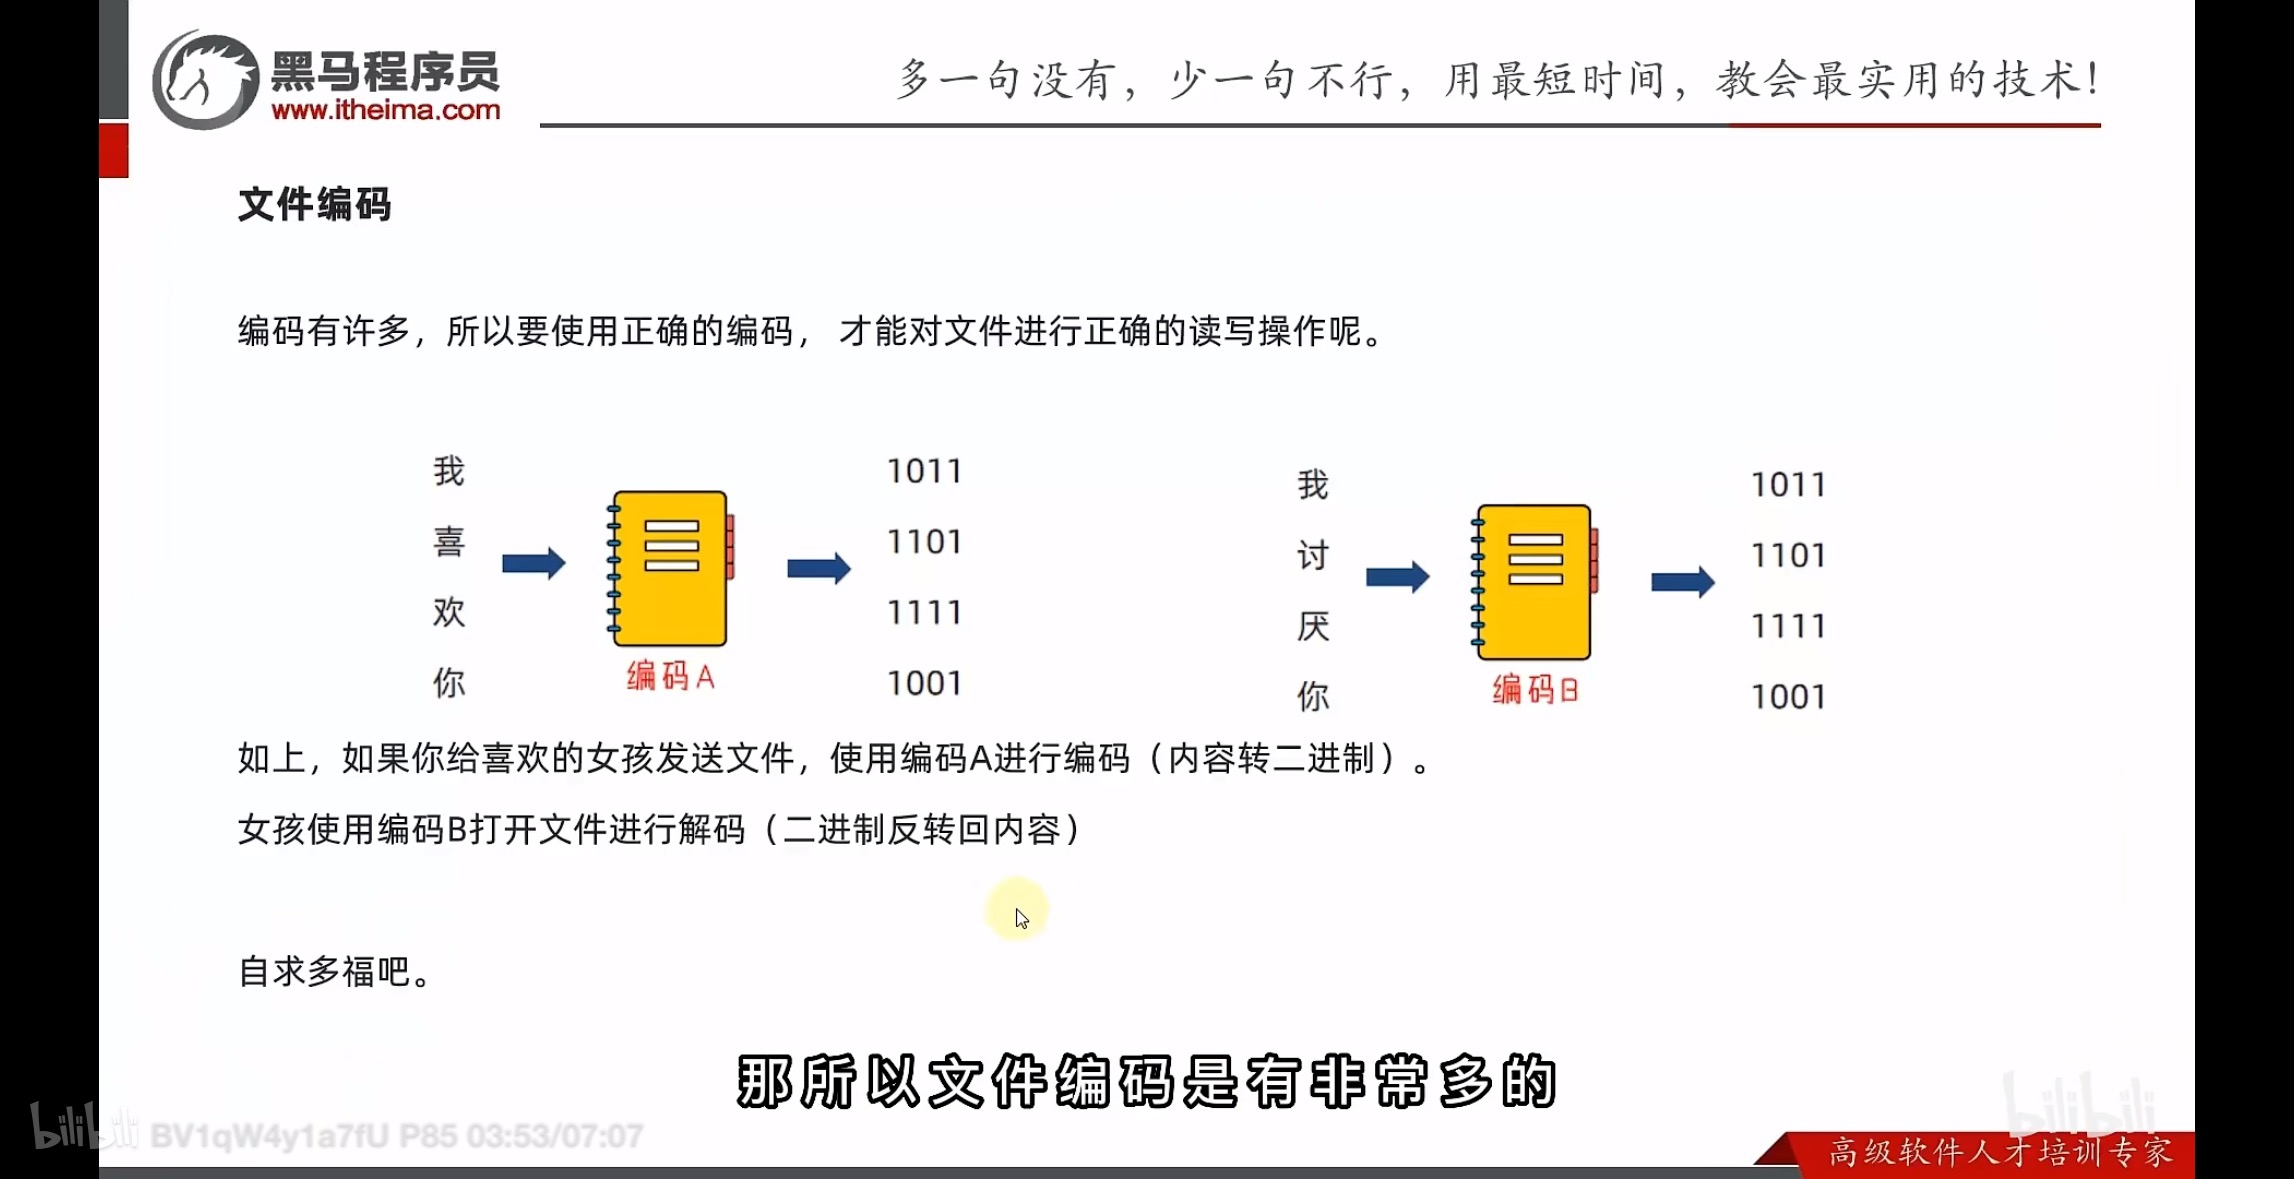 黑马程序员
www.itheima.com
多一句没有，少一句不行，用最短时间，教会最实用的技术！
文件编码
编码有许多，所以要使用正确的编码， 才能对文件进行正确的读写操作呢。
我
喜
欢
你
编码A
1011
1101
1111
1001
我
讨
厌
你
编码B
1011
1101
1111
1001
如上，如果你给喜欢的女孩发送文件，使用编码A进行编码（内容转二进制）。
女孩使用编码B打开文件进行解码（二进制反转回内容）
自求多福吧。
那所以文件编码是有非常多的
bilibili BV1qW4y1a7fU P85 03:53/07:07
bilibili
高级软件人才培训专家